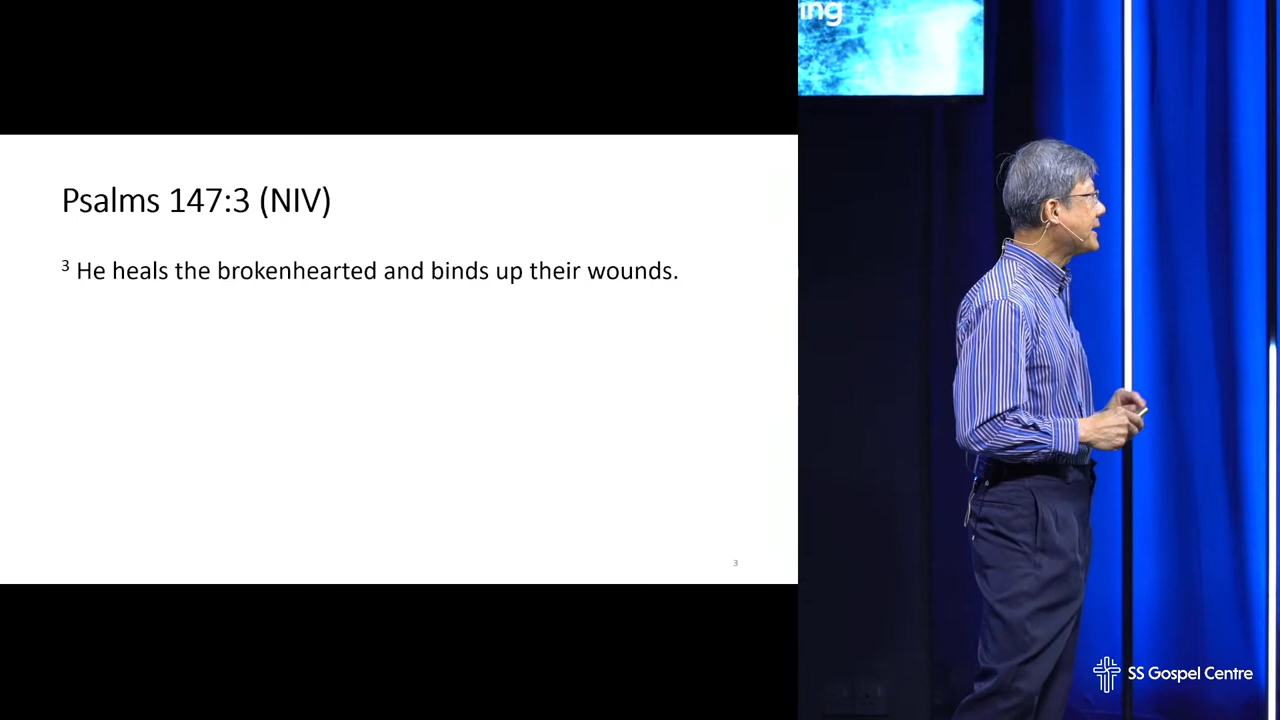 Psalms 147:3 (NIV)
3 He heals the brokenhearted and binds up their wounds.
3
ing
SS Gospel Centre